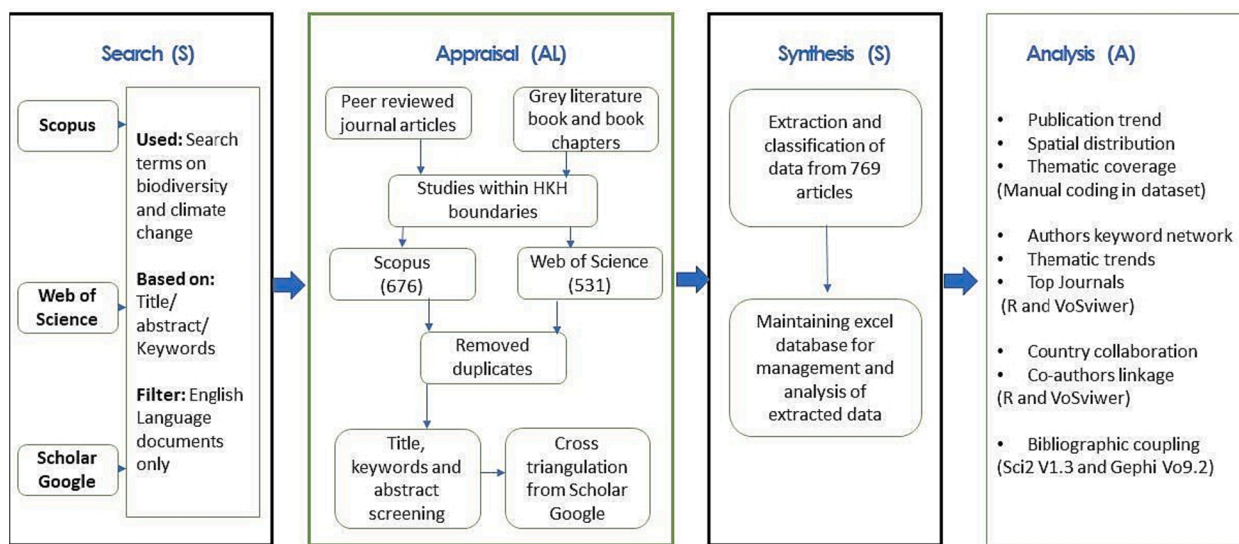 Search (S)
Scopus
Web of
Science
Scholar
Google
Used: Search
terms on
biodiversity
and climate
change
Based on:
Title/
abstract/
Keywords
Filter: English
Language
documents
only
Appraisal (AL)
Peer reviewed
journal articles
Grey literature
book and book
chapters
Studies within HKH
boundaries
Scopus
(676)
Web of Science
(531)
Removed
duplicates
Title,
keywords and
abstract
screening
Cross
triangulation
from Scholar
Google
Synthesis (S)
Extraction and
classification of
data from 769
articles
Maintaining excel
database for
management and
analysis of
extracted data
Analysis (A)
• Publication trend
• Spatial distribution
• Thematic coverage
(Manual coding in dataset)
• Authors keyword network
• Thematic trends
• Top Journals
(R and VoSviwer)
• Country collaboration
• Co-authors linkage
(R and VoSviwer)
• Bibliographic coupling
(Sci2 V1.3 and Gephi Vo9.2)